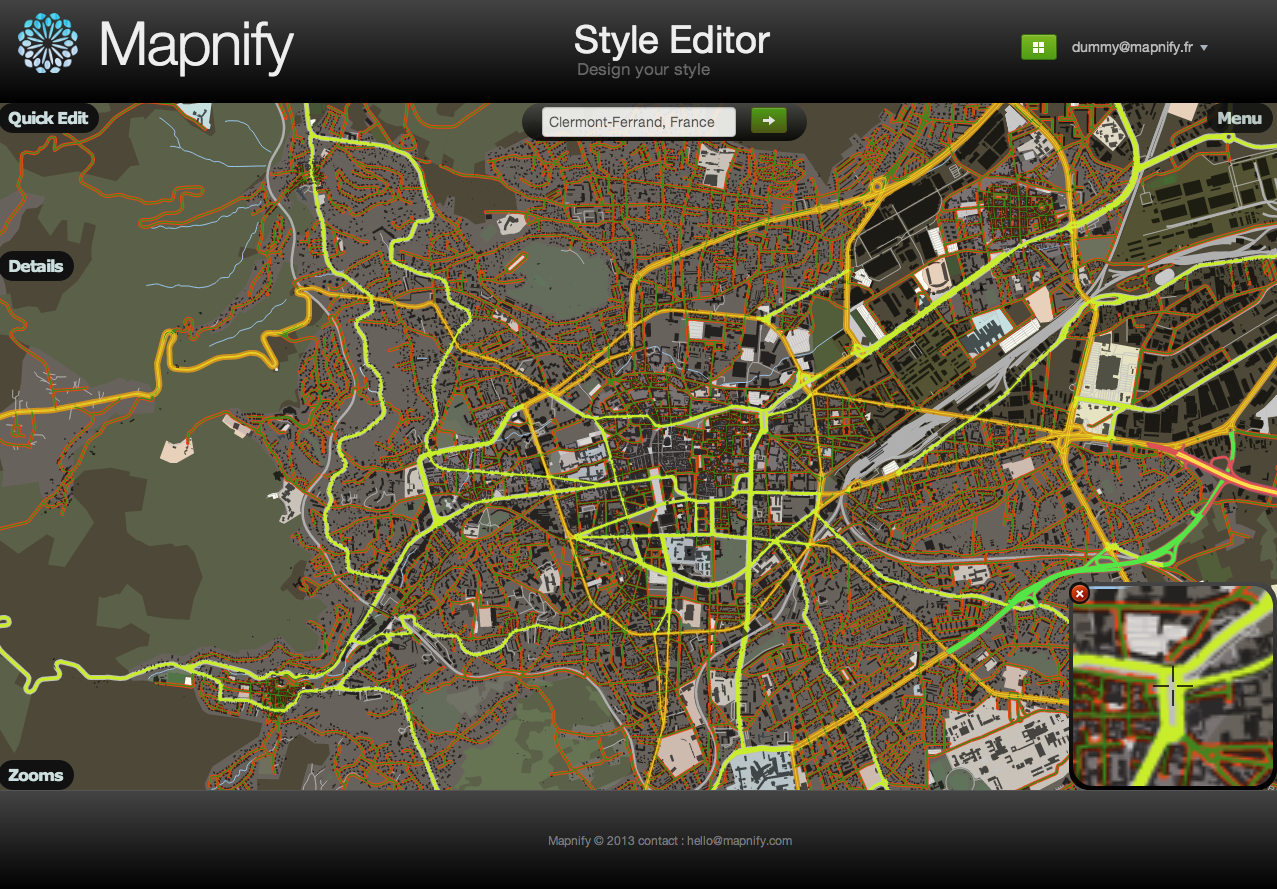 Mapnify
Style Editor
Design your style
dummy@mapnify.fr
Quick Edit
Clermont-Ferrand, France
Menu
Details
Zooms
Mapnify © 2013 contact : hello@mapnify.com